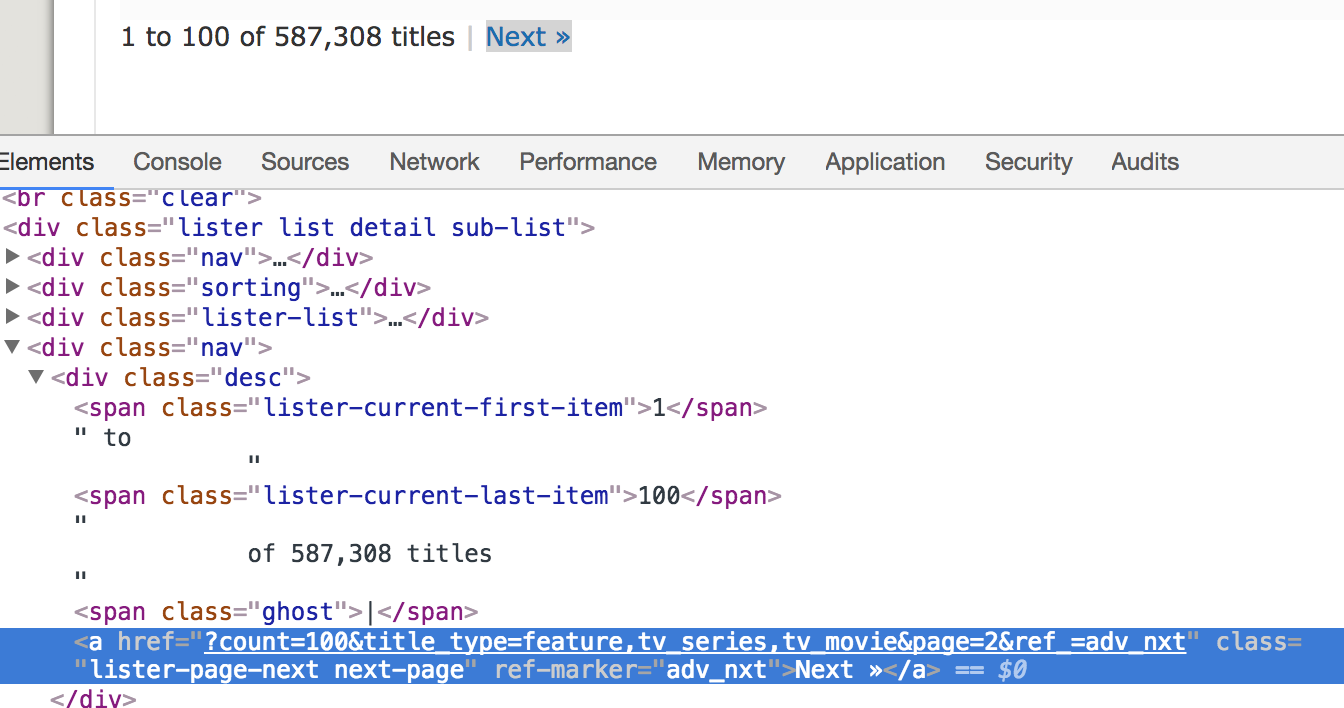 1 to 100 of 587,308 titles | Next »
Elements Console Sources Network Performance Memory Application Security Audits
<br class="clear">
<div class="lister list detail sub-list">
▶<div class="nav">…</div>
▶<div class="sorting">…</div>
▶<div class="lister-list">…</div>
▼<div class="nav">
▼<div class="desc">
<span class="lister-current-first-item">1</span>
" to
"
<span class="lister-current-last-item">100</span>
"
of 587,308 titles
"
<span class="ghost">|</span>
<a href="?count=100&title_type=feature,tv_series,tv_movie&page=2&ref_=adv_nxt" class=
"lister-page-next next-page" ref-marker="adv_nxt">Next »</a> == $0
</div>